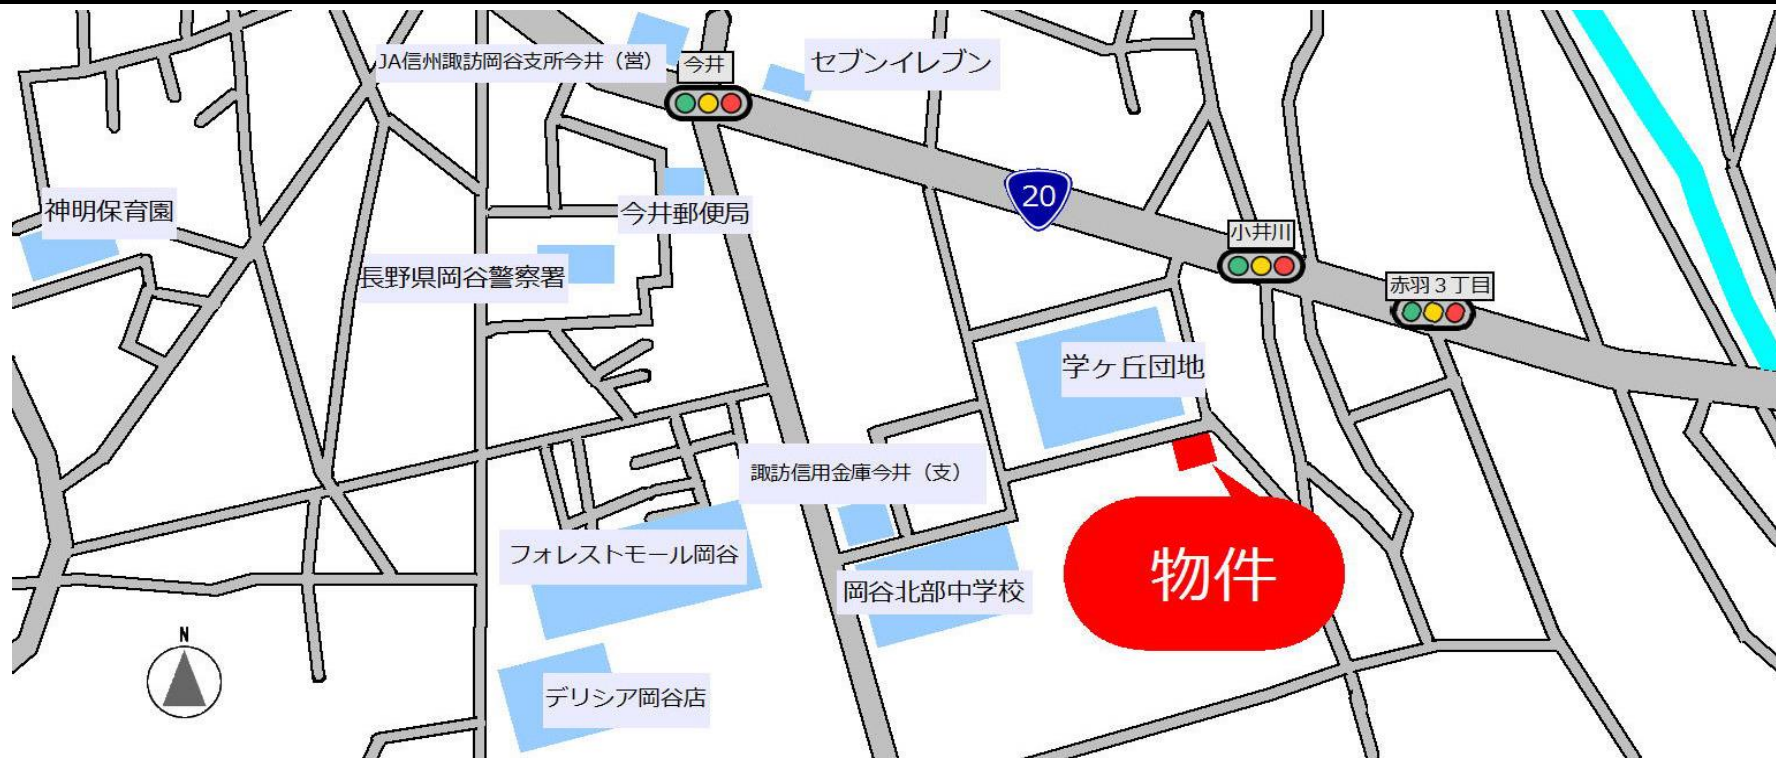 JA信州諏訪岡谷支所今井（営）
今井
セブンイレブン
神明保育園
今井郵便局
20
小井川
長野県岡谷警察署
赤羽３丁目
学ヶ丘団地
諏訪信用金庫今井（支）
フォレストモール岡谷
岡谷北部中学校
物件
N
デリシア岡谷店